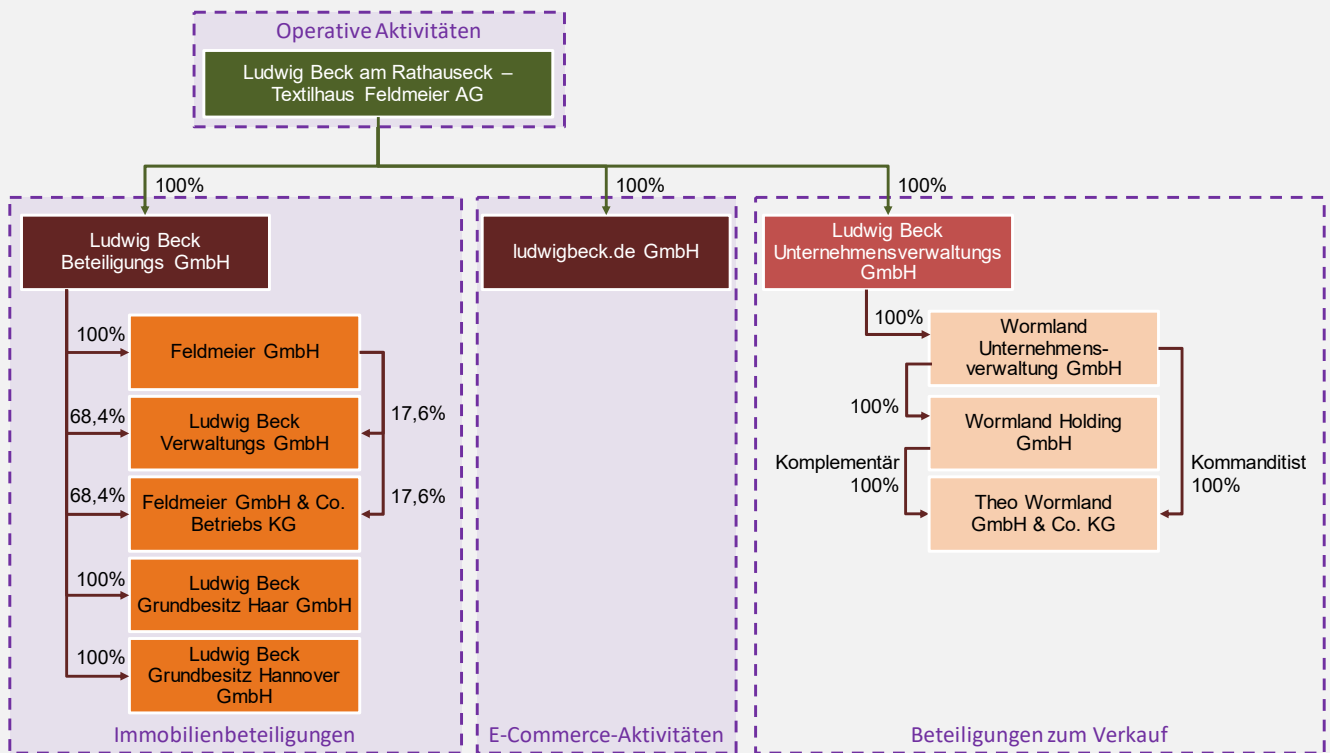 Operative Aktivitäten
Ludwig Beck am Rathauseck –
Textilhaus Feldmeier AG
100%
100%
100%
Ludwig Beck
Beteiligungs GmbH
100%
Feldmeier GmbH
68,4%
Ludwig Beck
Verwaltungs GmbH
17,6%
68,4%
Feldmeier GmbH & Co.
Betriebs KG
17,6%
100%
Ludwig Beck
Grundbesitz Haar GmbH
100%
Ludwig Beck
Grundbesitz Hannover
GmbH
Immobilienbeteiligungen
ludwigbeck.de GmbH
E-Commerce-Aktivitäten
Ludwig Beck
Unternehmensverwaltungs
GmbH
100%
Wormland
Unternehmens-
verwaltung GmbH
100%
Wormland Holding
GmbH
Komplementär
100%
Kommanditist
100%
Theo Wormland
GmbH & Co. KG
Beteiligungen zum Verkauf